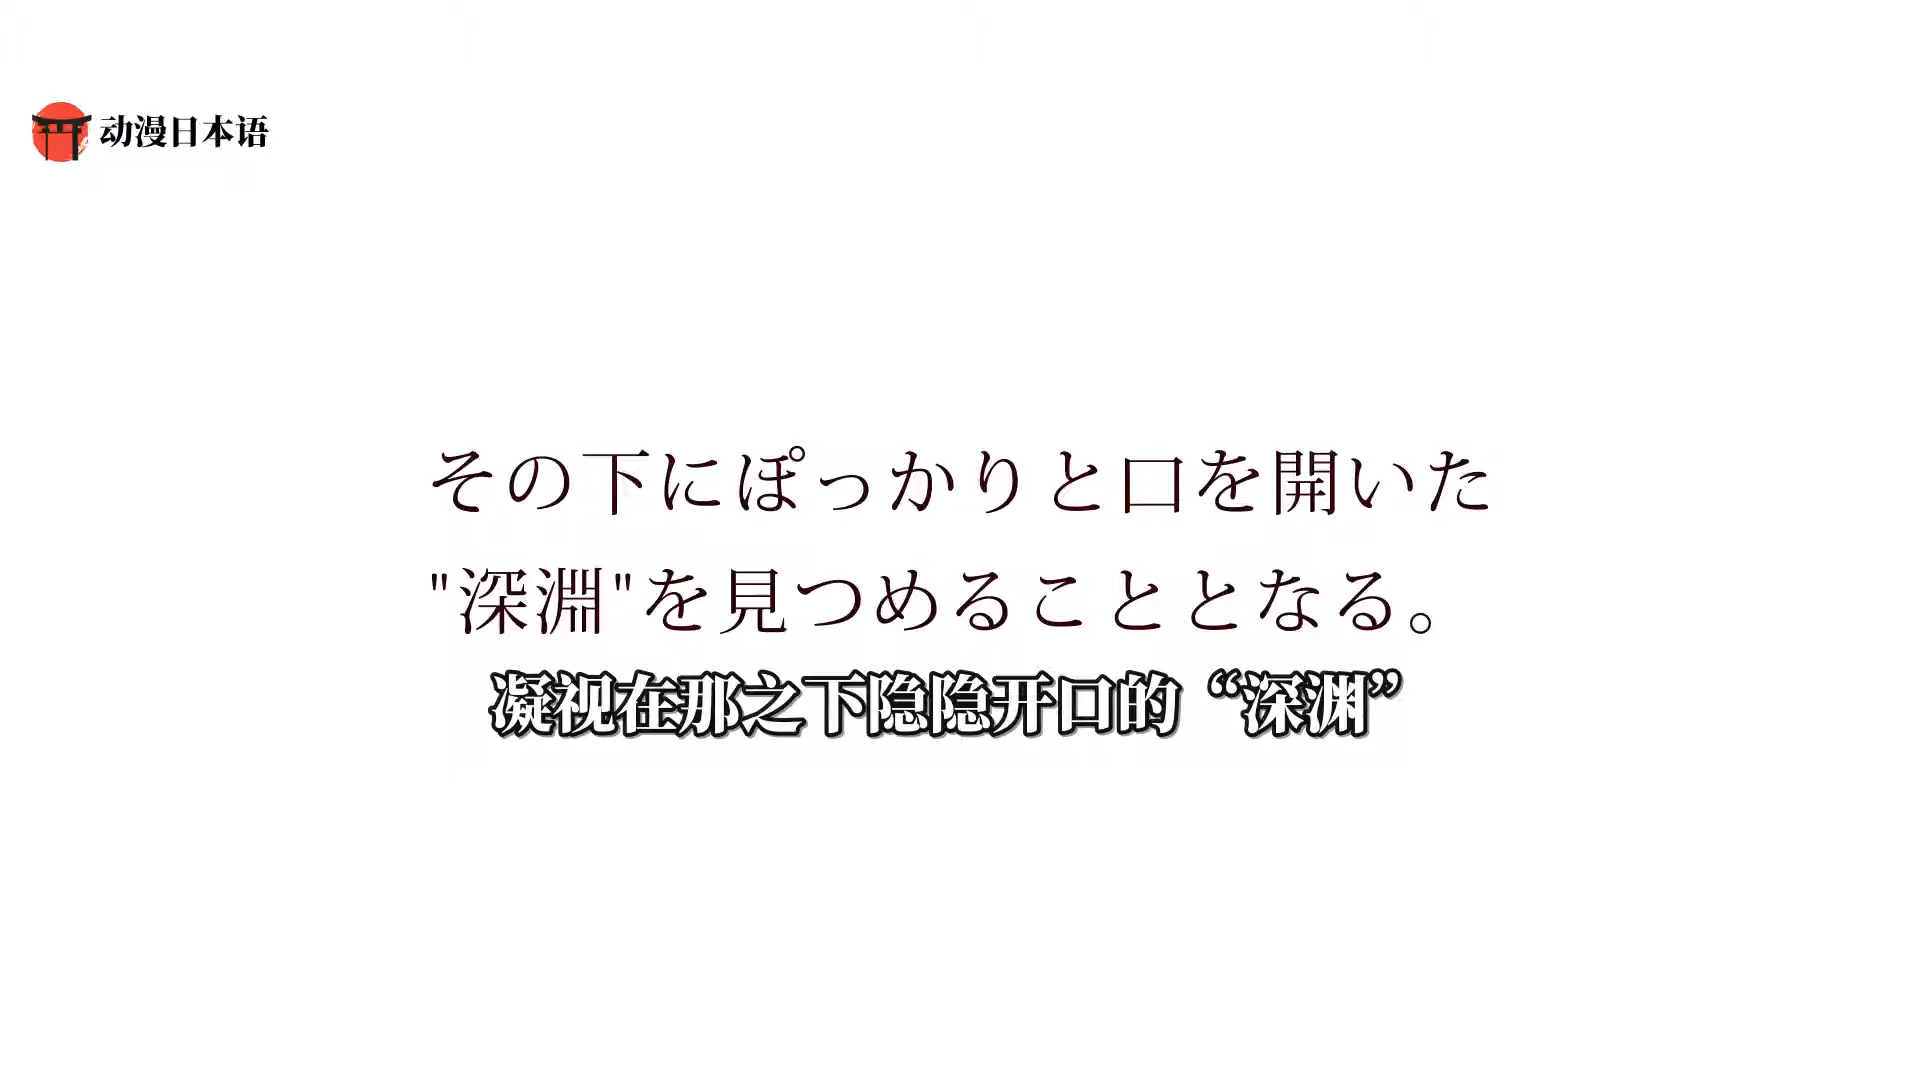 动漫日本语
その下にぽっかりと口を開いた
"深淵"を見つめることとなる。
凝视在那之下隐隐开口的“深渊”